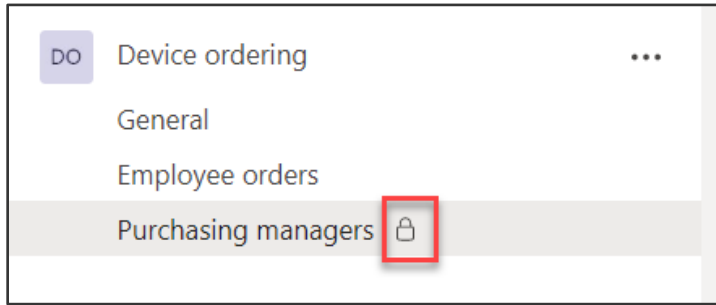 DO Device ordering ...
General
Employee orders
Purchasing managers